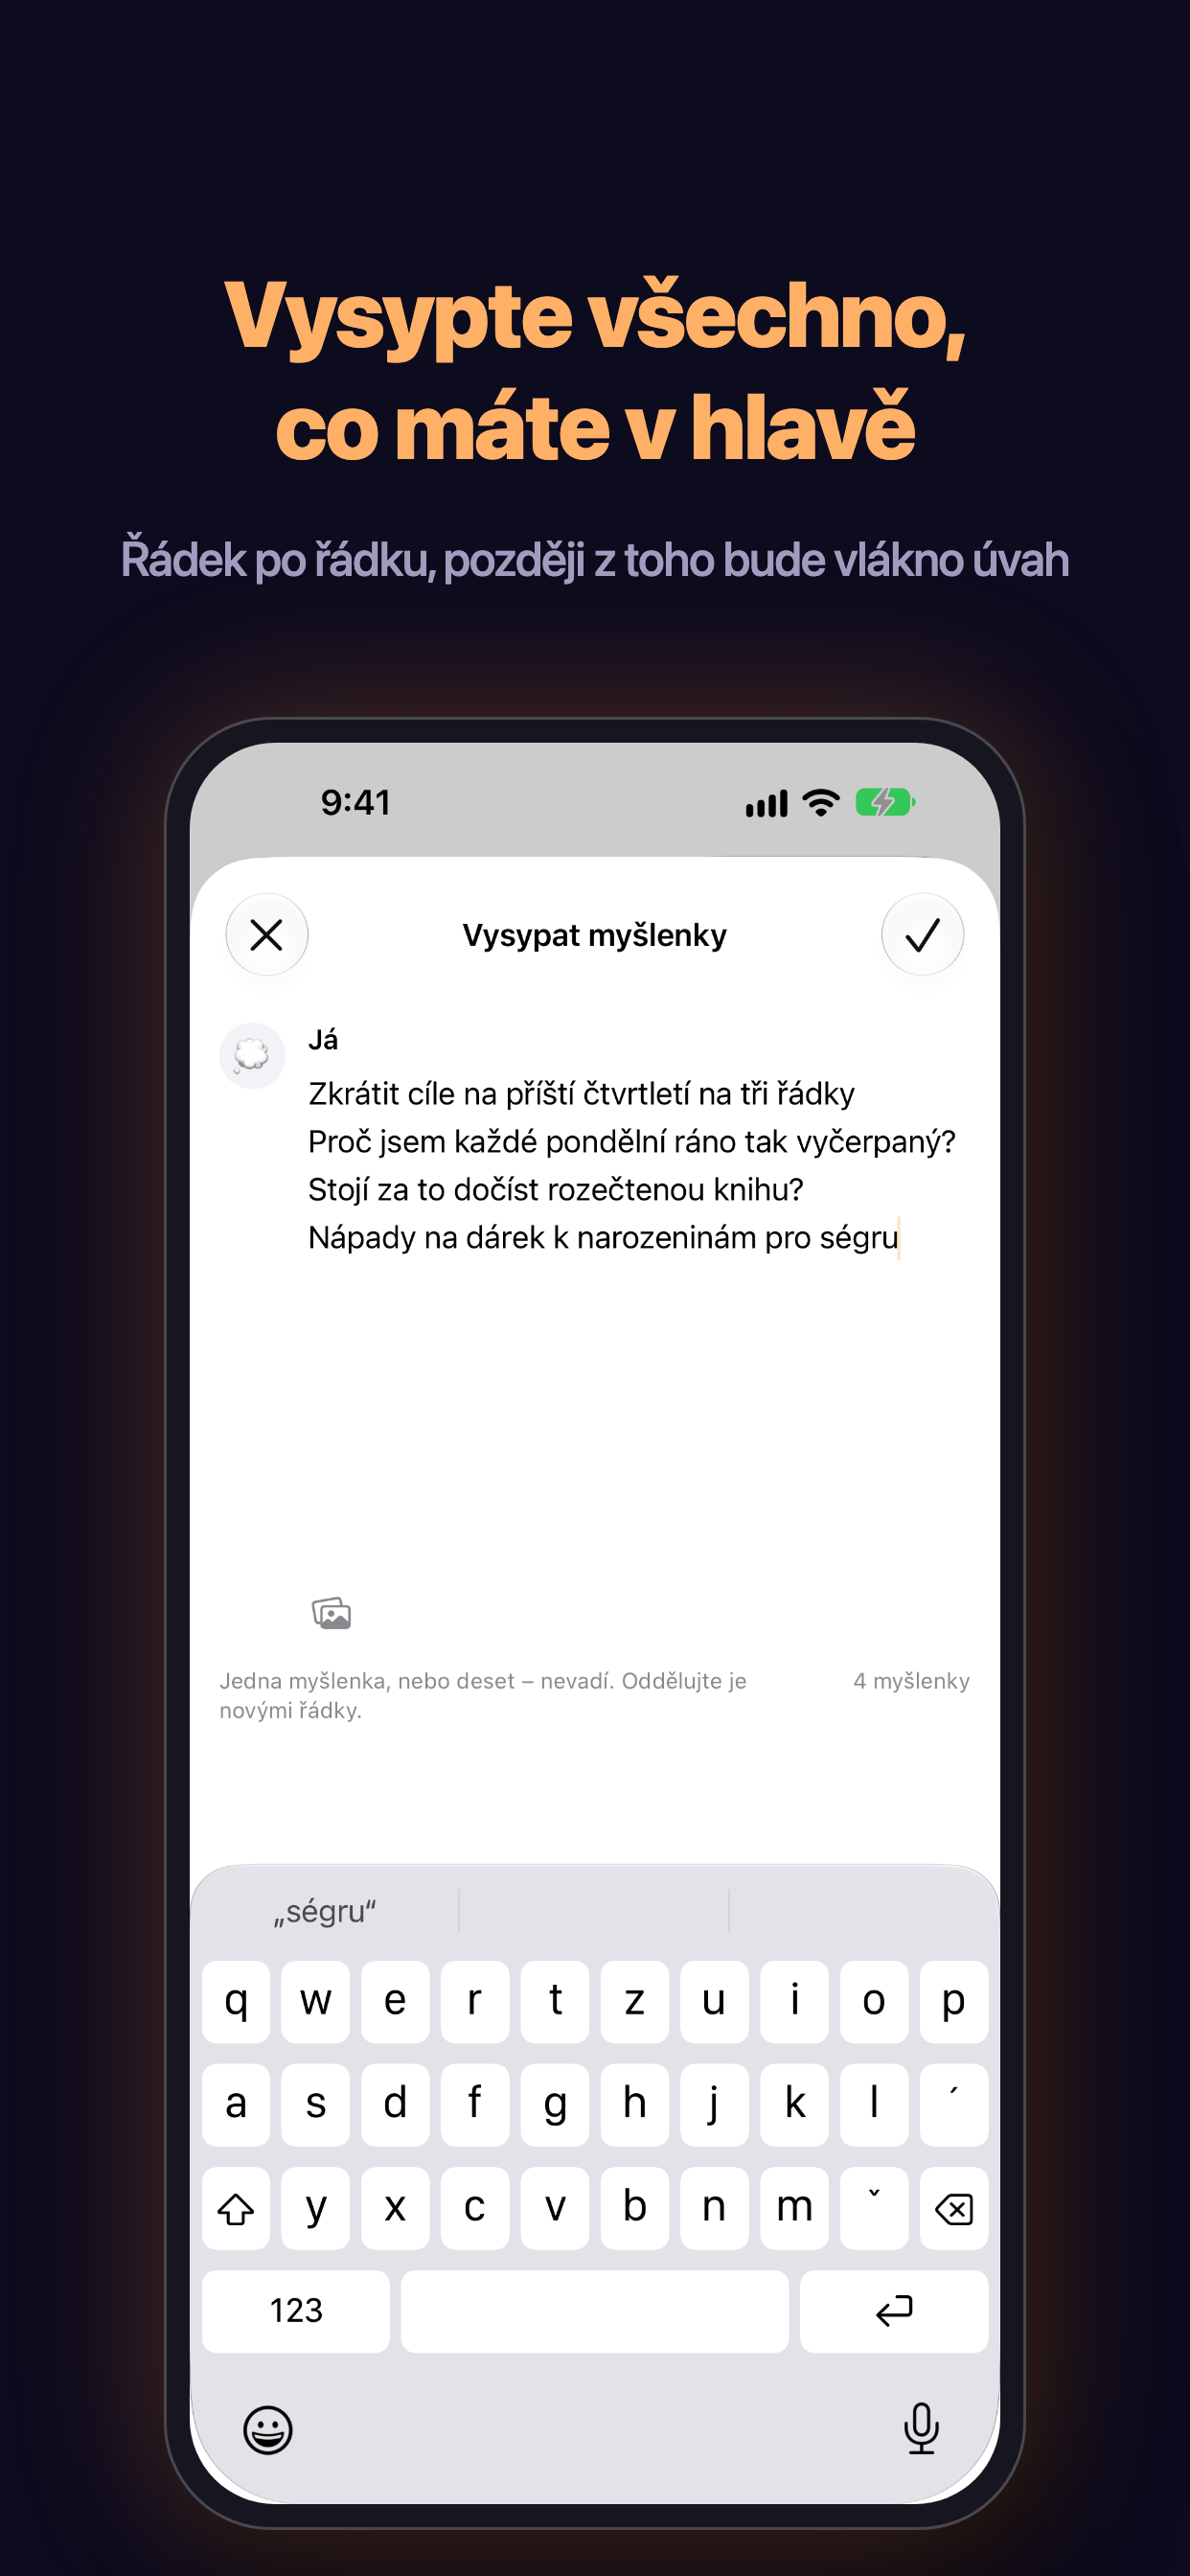 Vysypte všechno,
co máte v hlavě
Řádek po řádku, později z toho bude vlákno úvah
9:41
Vysypat myšlenky
Já
Zkrátit cíle na příští čtvrtletí na tři řádky
Proč jsem každé pondělní ráno tak vyčerpaný?
Stojí za to dočíst rozečtenou knihu?
Nápady na dárek k narozeninám pro ségru
Jedna myšlenka, nebo deset – nevadí. Oddělujte je
novými řádky.
4 myšlenky
„ségru“
q w e r t z u i o p
a s d f g h j k l ´
y x c v b n m ˇ
123